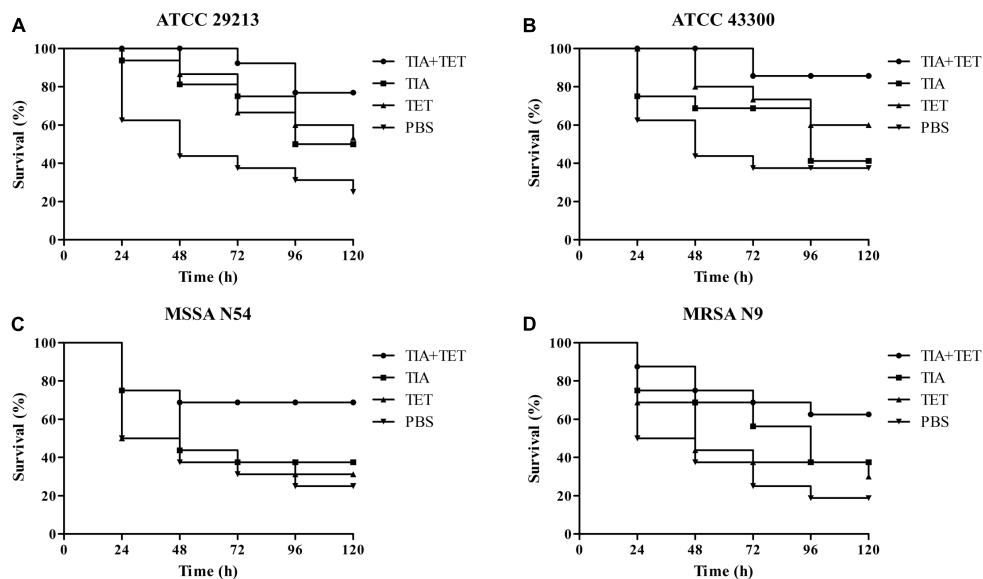 A
ATCC 29213
Survival (%)
100
80
60
40
20
0
0 24 48 72 96 120
Time (h)
TIA+TET
TIA
TET
PBS
B
ATCC 43300
Survival (%)
100
80
60
40
20
0
0 24 48 72 96 120
Time (h)
TIA+TET
TIA
TET
PBS
C
MSSA N54
Survival (%)
100
80
60
40
20
0
0 24 48 72 96 120
Time (h)
TIA+TET
TIA
TET
PBS
D
MRSA N9
Survival (%)
100
80
60
40
20
0
0 24 48 72 96 120
Time (h)
TIA+TET
TIA
TET
PBS